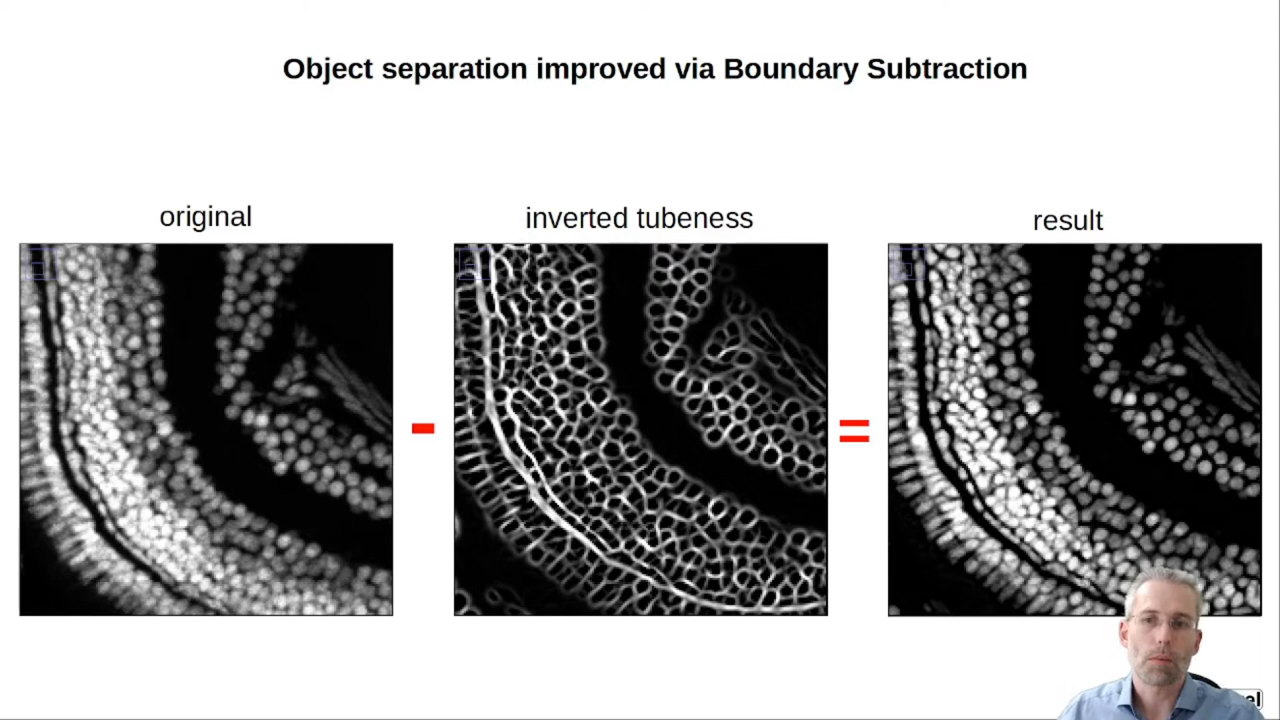 Object separation improved via Boundary Subtraction
original
inverted tubeness
result